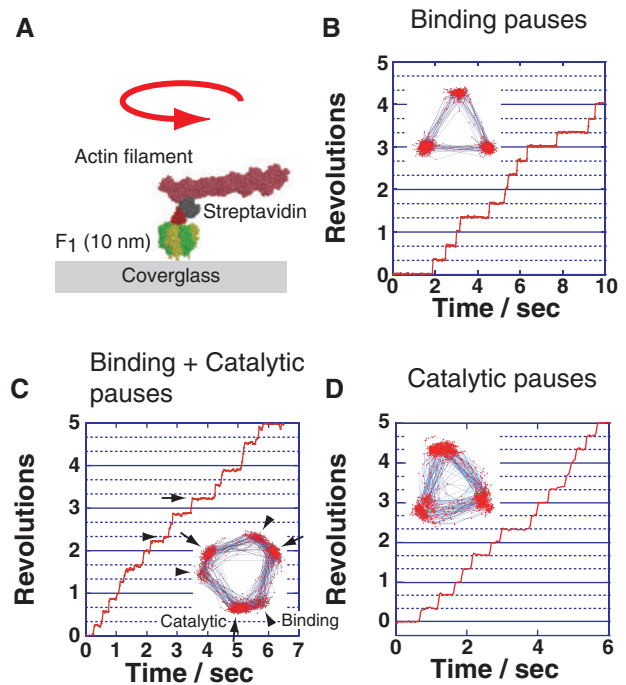 A
Actin filament
Streptavidin
F1 (10 nm)
Coverglass
B
Binding pauses
Revolutions
5
4
3
2
1
0
0 2 4 6 8 10
Time / sec
C
Binding + Catalytic
pauses
Revolutions
5
4
3
2
1
0
Catalytic
Binding
0 1 2 3 4 5 6 7
Time / sec
D
Catalytic pauses
Revolutions
5
4
3
2
1
0
0 2 4 6
Time / sec